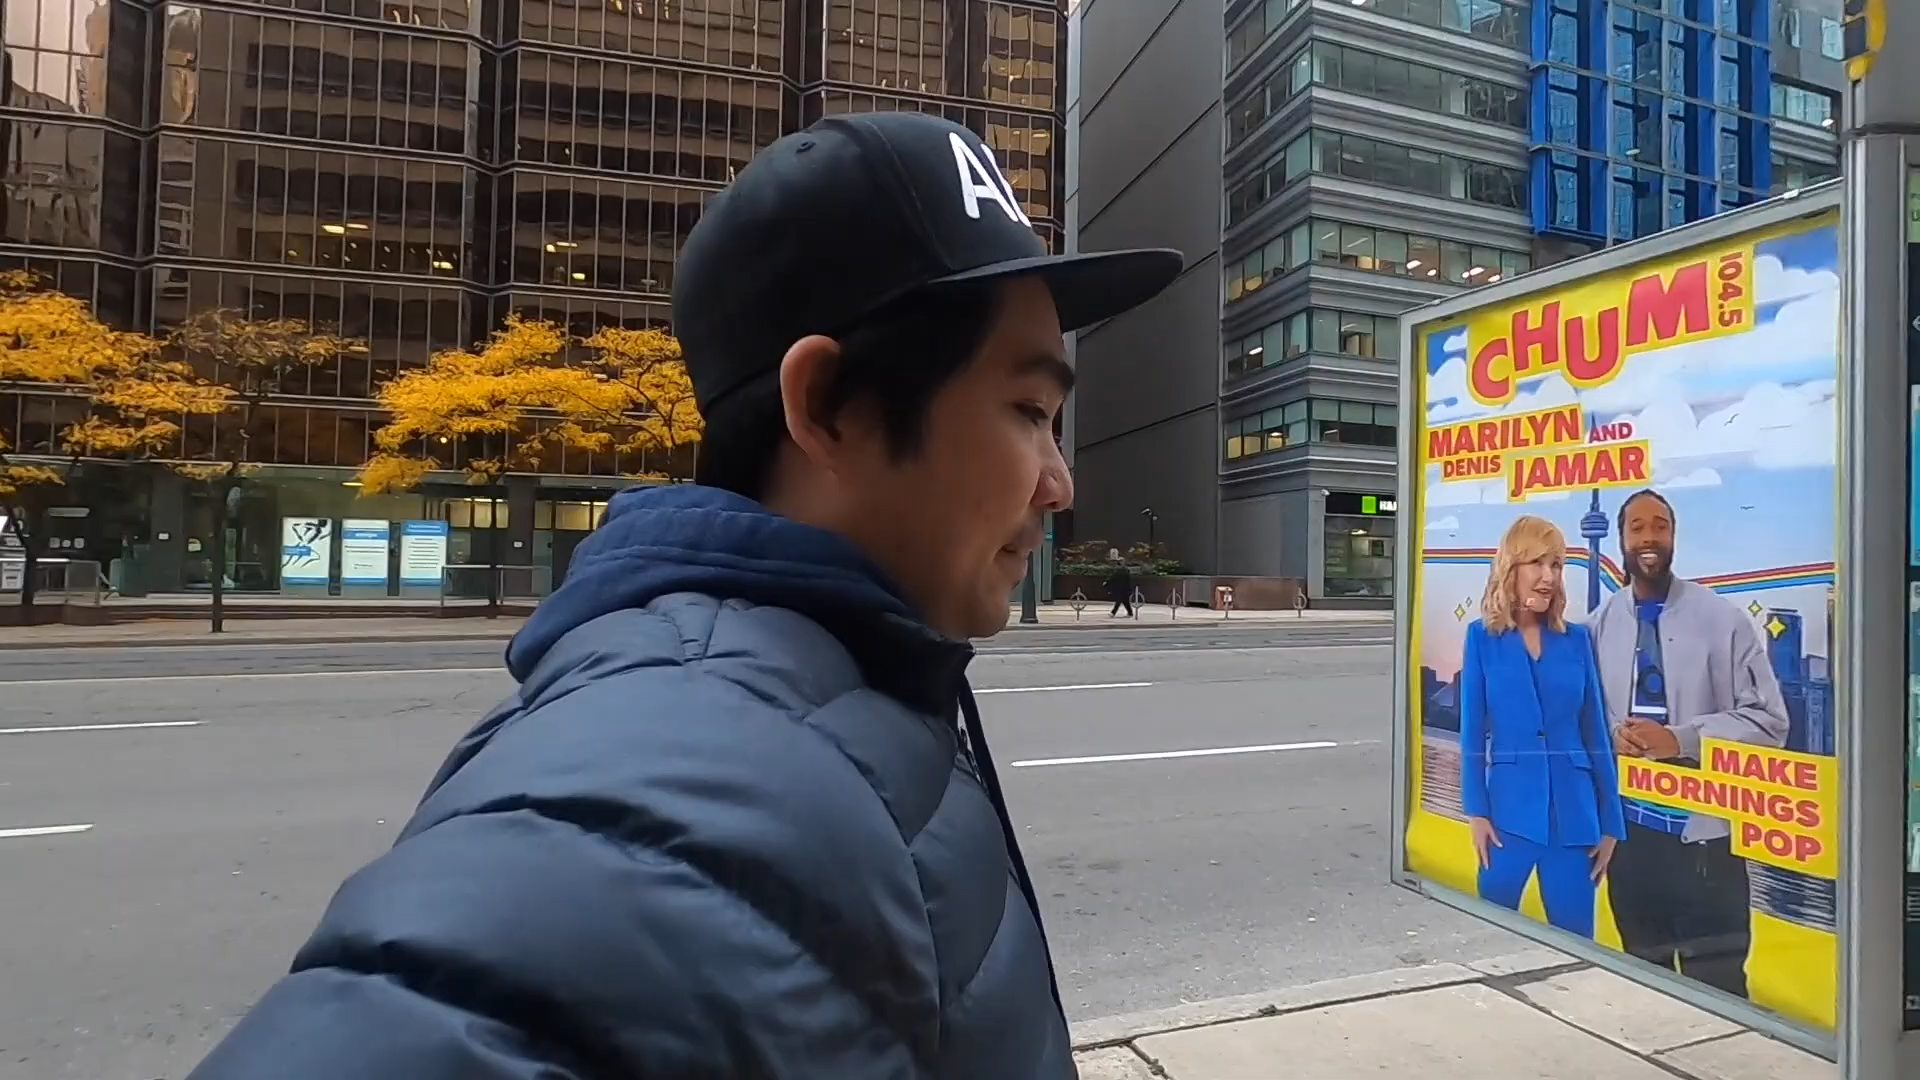 CHUM
104.5
MARILYN AND
DENIS JAMAR
MAKE
MORNINGS
POP